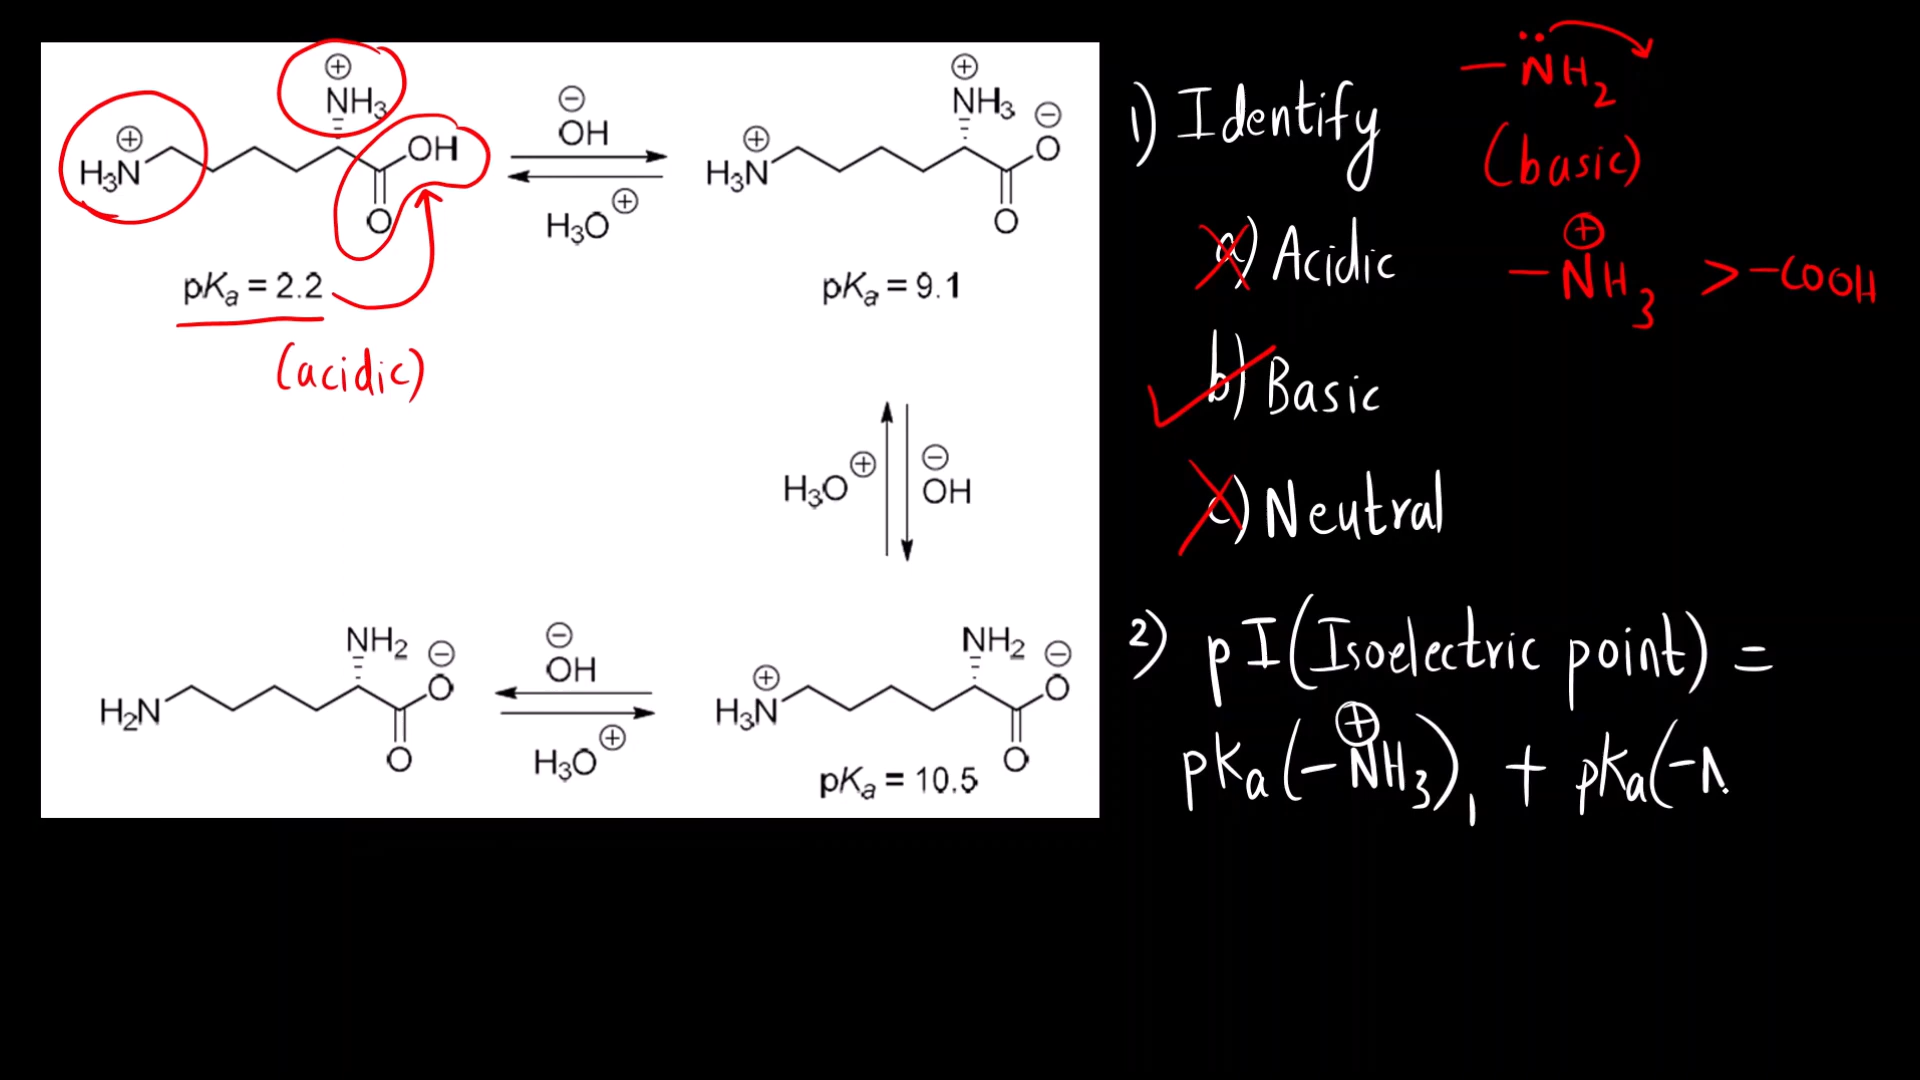 ⊕
NH3
⊕
H3N
OH
O
pKa = 2.2
(acidic)
⊖
OH
H3O⊕
⊕
NH3
⊖
O
⊕
H3N
O
pKa = 9.1
H3O⊕
⊖
OH
NH2
⊖
O
H2N
O
⊖
OH
H3O⊕
NH2
⊖
O
⊕
H3N
O
pKa = 10.5
1) Identify
–NH2
(basic)
a) Acidic
–⊕NH3 > –COOH
b) Basic
c) Neutral
2) pI (Isoelectric point) =
pKa(–⊕NH3)1 + pKa(–